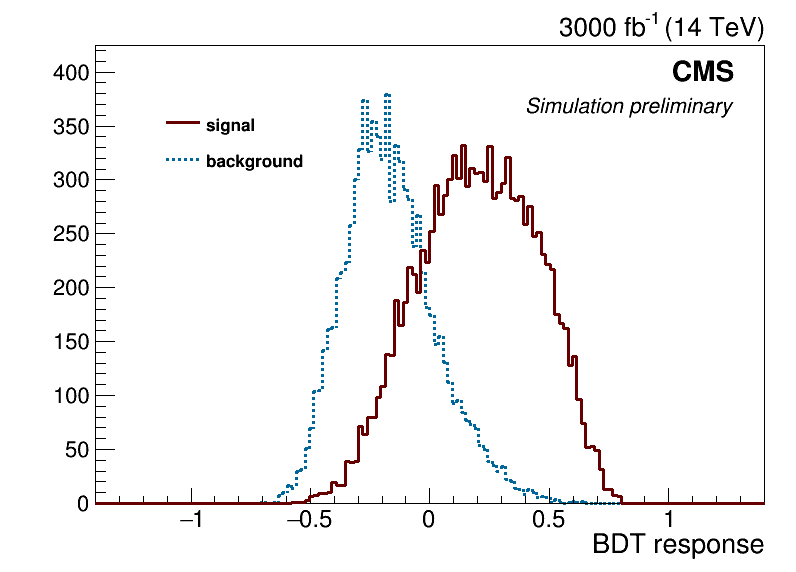 3000 fb⁻¹ (14 TeV)
CMS
Simulation preliminary
signal
background
400
350
300
250
200
150
100
50
0
−1
−0.5
0
0.5
1
BDT response